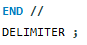 END //
DELIMITER ;